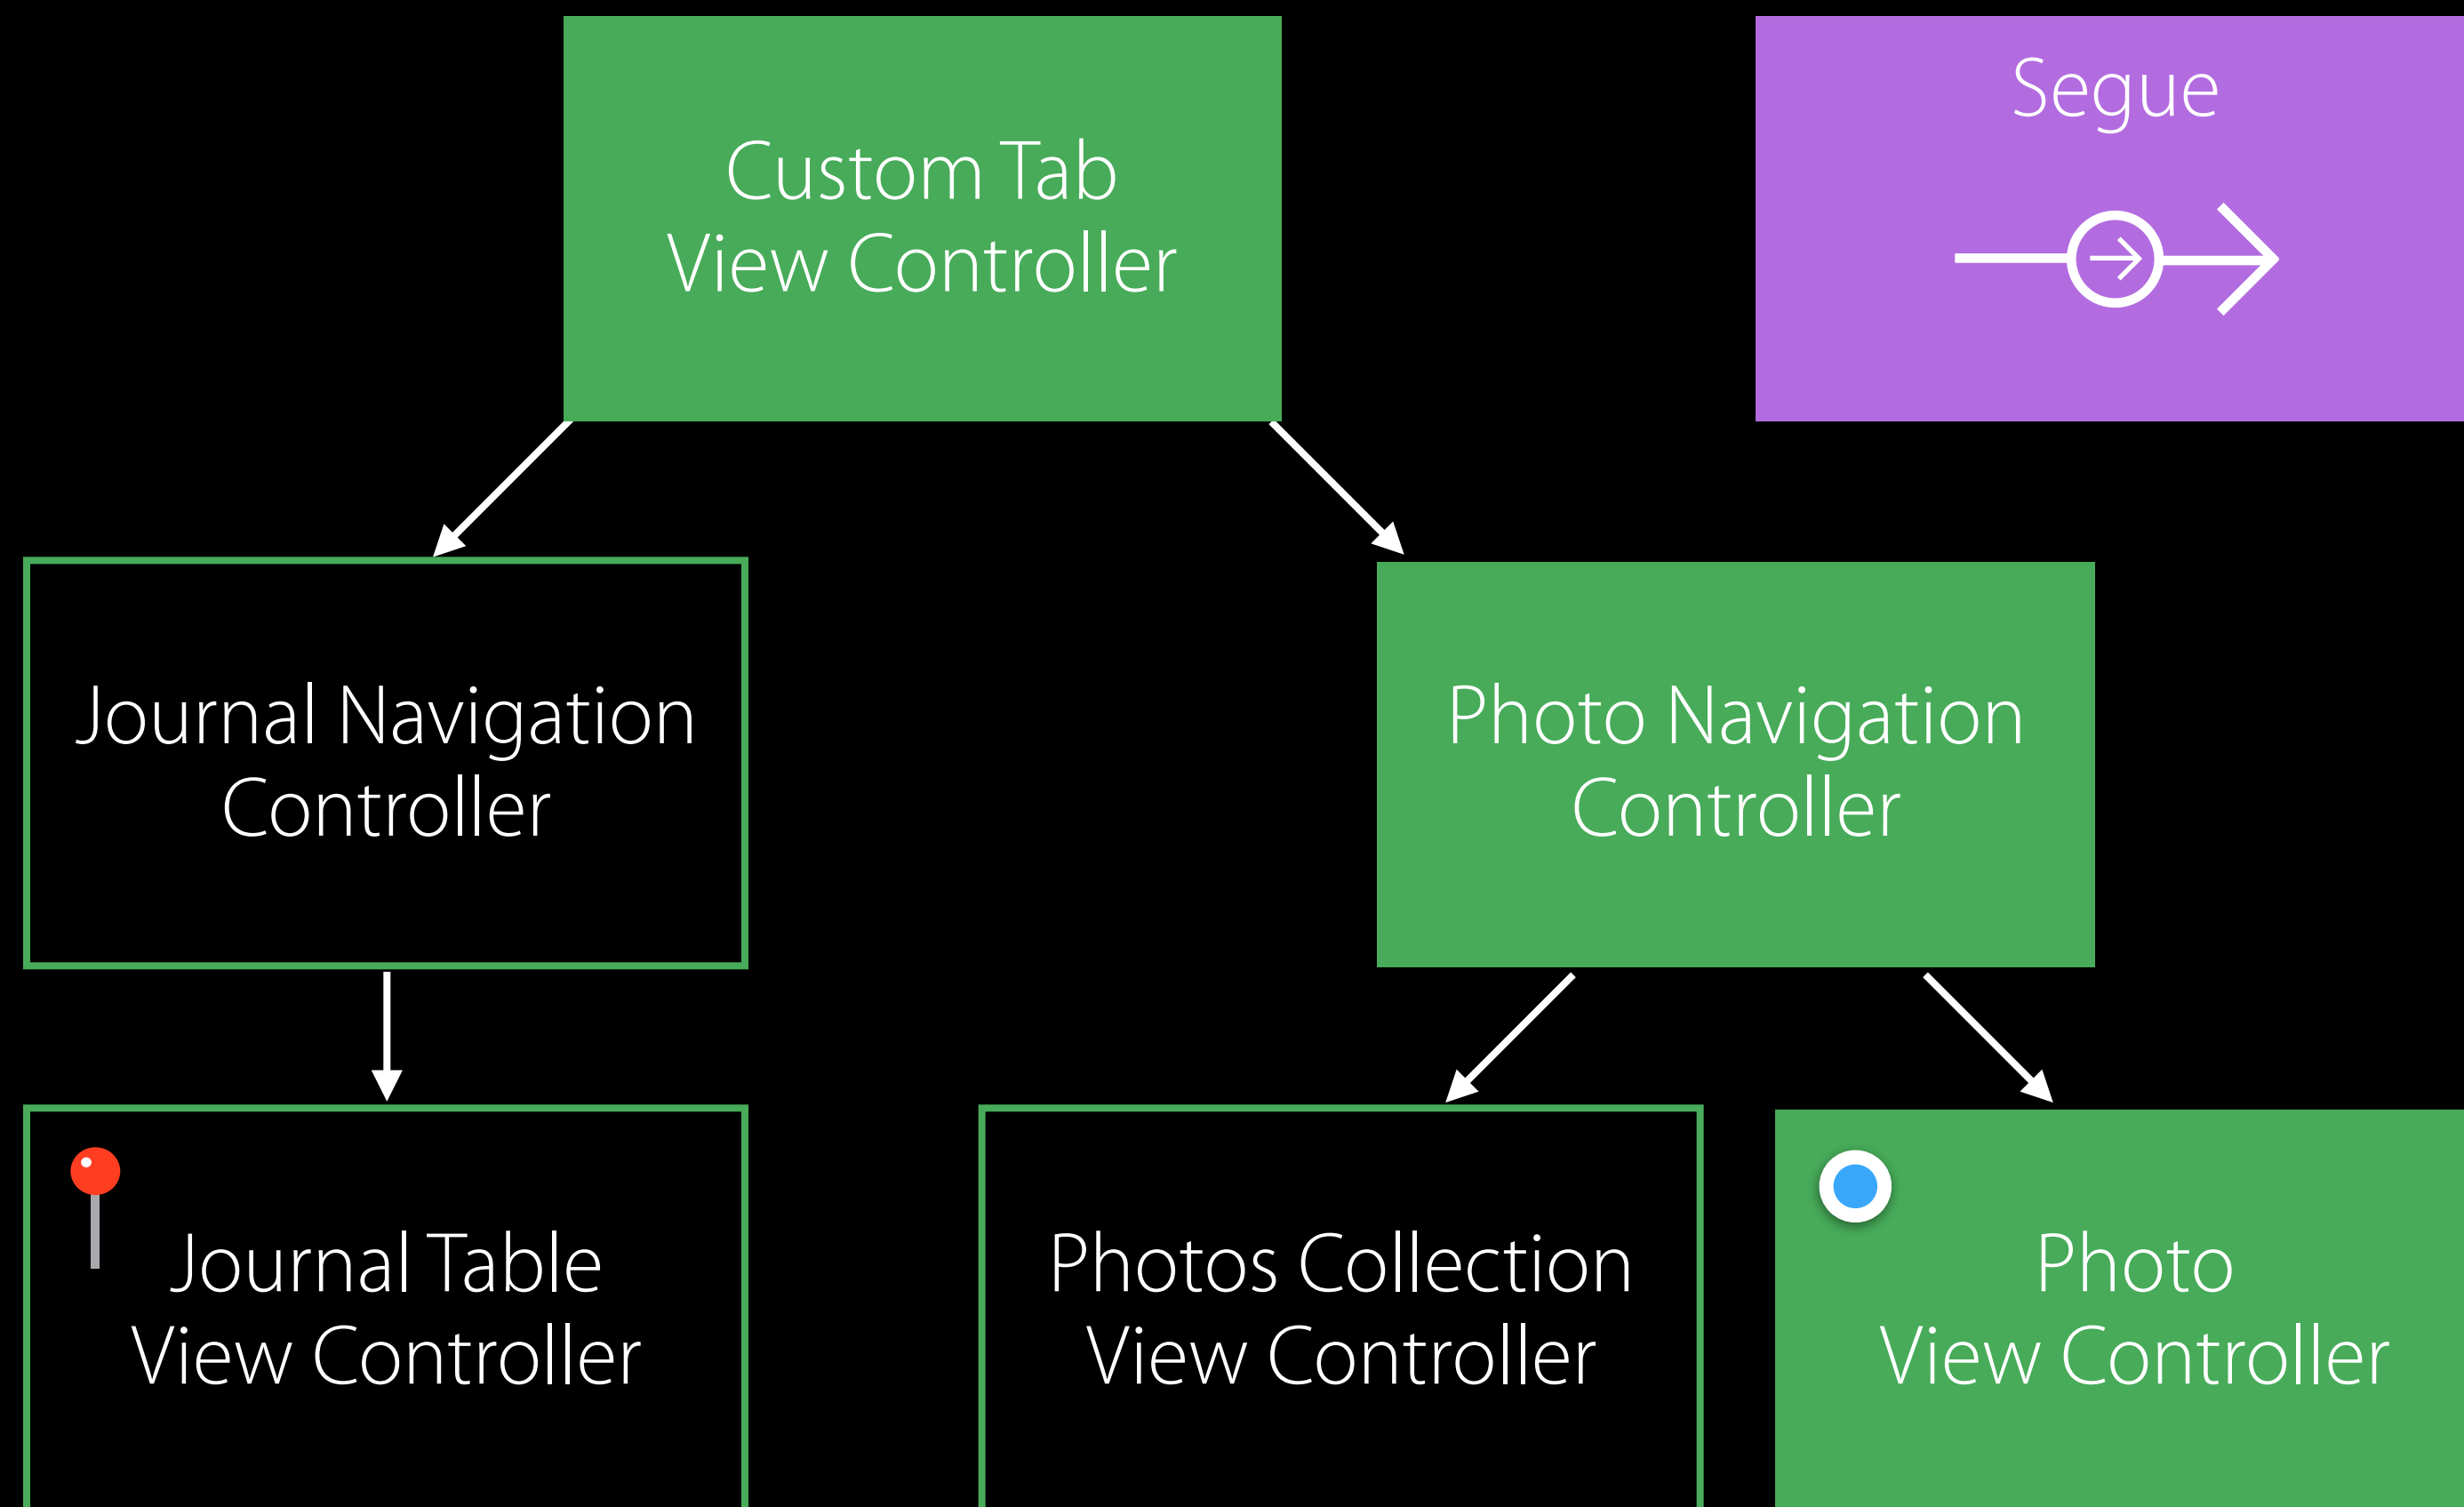 Custom Tab
View Controller
Segue
Journal Navigation
Controller
Photo Navigation
Controller
Journal Table
View Controller
Photos Collection
View Controller
Photo
View Controller